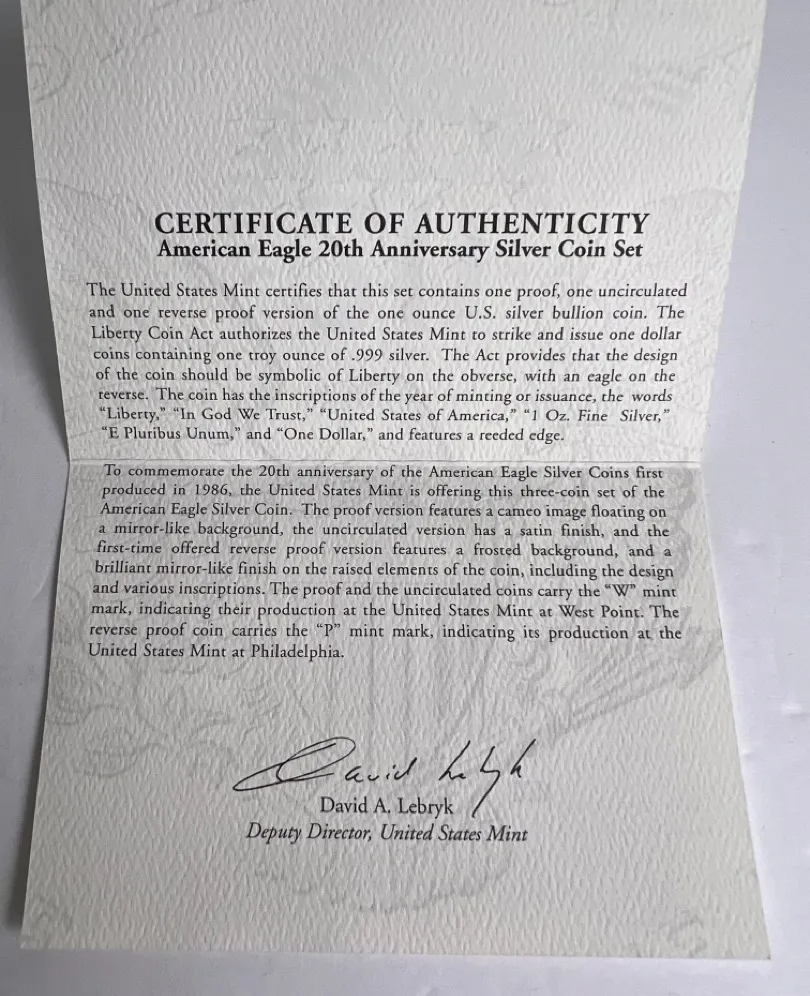 CERTIFICATE OF AUTHENTICITY
American Eagle 20th Anniversary Silver Coin Set
The United States Mint certifies that this set contains one proof, one uncirculated
and one reverse proof version of the one ounce U.S. silver bullion coin. The
Liberty Coin Act authorizes the United States Mint to strike and issue one dollar
coins containing one troy ounce of .999 silver. The Act provides that the design
of the coin should be symbolic of Liberty on the obverse, with an eagle on the
reverse. The coin has the inscriptions of the year of minting or issuance, the words
“Liberty,” “In God We Trust,” “United States of America,” “1 Oz. Fine Silver,”
“E Pluribus Unum,” and “One Dollar,” and features a reeded edge.
To commemorate the 20th anniversary of the American Eagle Silver Coins first
produced in 1986, the United States Mint is offering this three-coin set of the
American Eagle Silver Coin. The proof version features a cameo image floating on
a mirror-like background, the uncirculated version has a satin finish, and the
first-time offered reverse proof version features a frosted background, and a
brilliant mirror-like finish on the raised elements of the coin, including the design
and various inscriptions. The proof and the uncirculated coins carry the “W” mint
mark, indicating their production at the United States Mint at West Point. The
reverse proof coin carries the “P” mint mark, indicating its production at the
United States Mint at Philadelphia.
David Lebryk
David A. Lebryk
Deputy Director, United States Mint